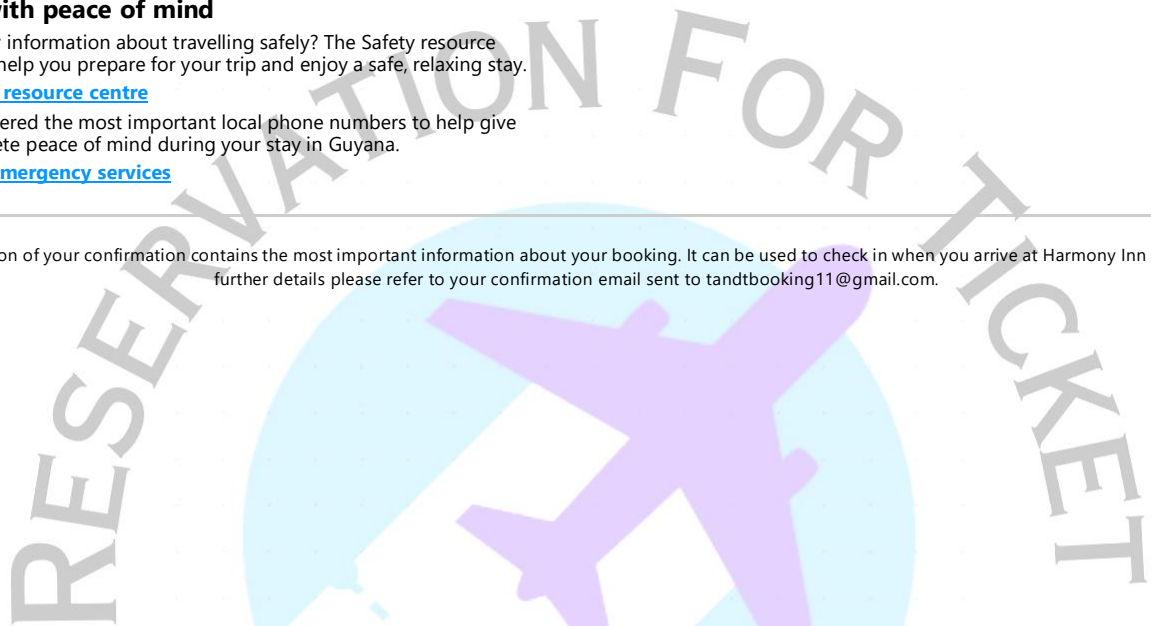 ith peace of mind
information about travelling safely? The Safety resource
help you prepare for your trip and enjoy a safe, relaxing stay.
resource centre
ered the most important local phone numbers to help give
ete peace of mind during your stay in Guyana.
mergency services
on of your confirmation contains the most important information about your booking. It can be used to check in when you arrive at Harmony Inn
further details please refer to your confirmation email sent to tandtbooking11@gmail.com.
RESERVATION FOR TICKET